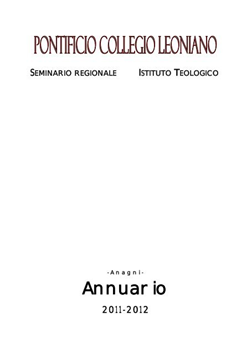 PONTIFICIO COLLEGIO LEONIANO
SEMINARIO REGIONALE ISTITUTO TEOLOGICO
-Anagni-
Annuario
2011-2012